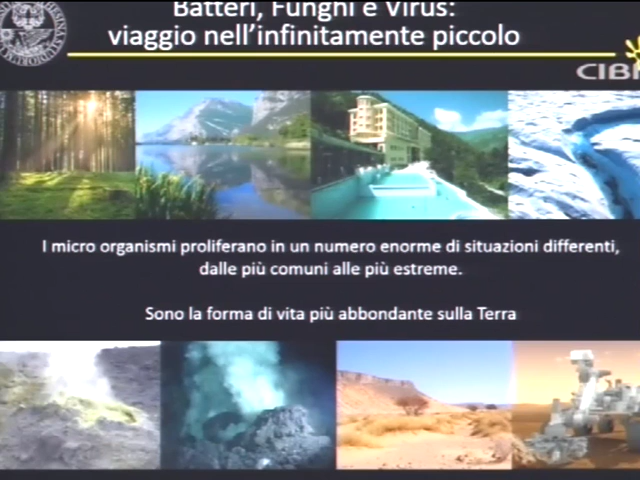 Batteri, Funghi e Virus:
viaggio nell'infinitamente piccolo
CIB
I micro organismi proliferano in un numero enorme di situazioni differenti,
dalle più comuni alle più estreme.
Sono la forma di vita più abbondante sulla Terra